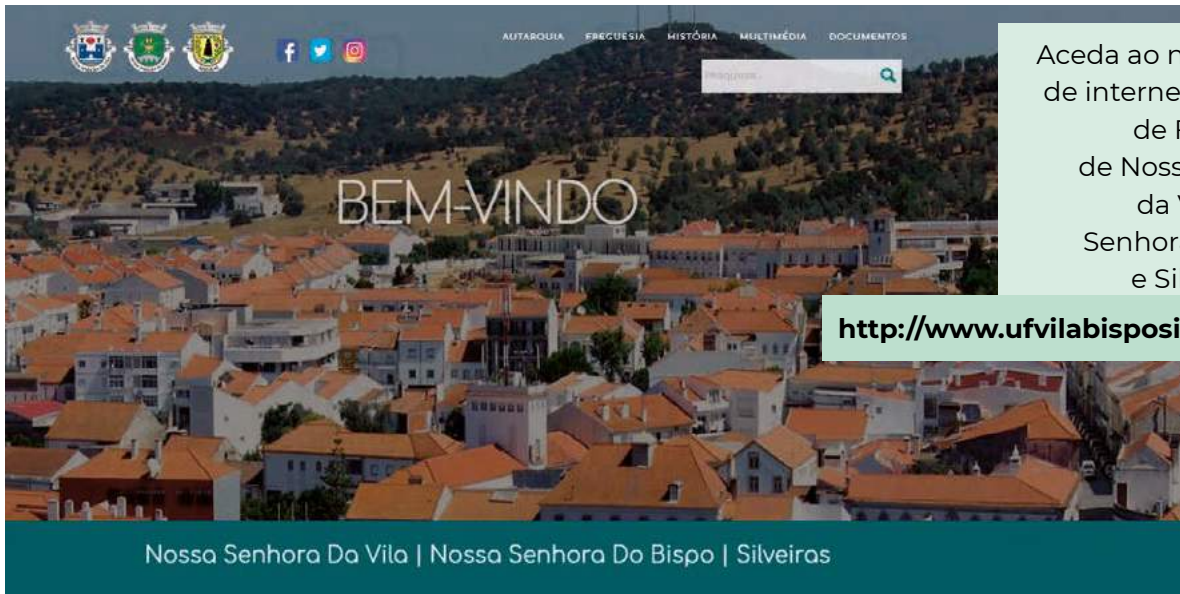 AUTARQUIA FREGUESIA HISTÓRIA MULTIMÉDIA DOCUMENTOS
Pesquisar...
BEM-VINDO
Aceda ao n
de interne
de F
de Noss
da V
Senhor
e Si
http://www.ufvilabisposi
Nossa Senhora Da Vila | Nossa Senhora Do Bispo | Silveiras